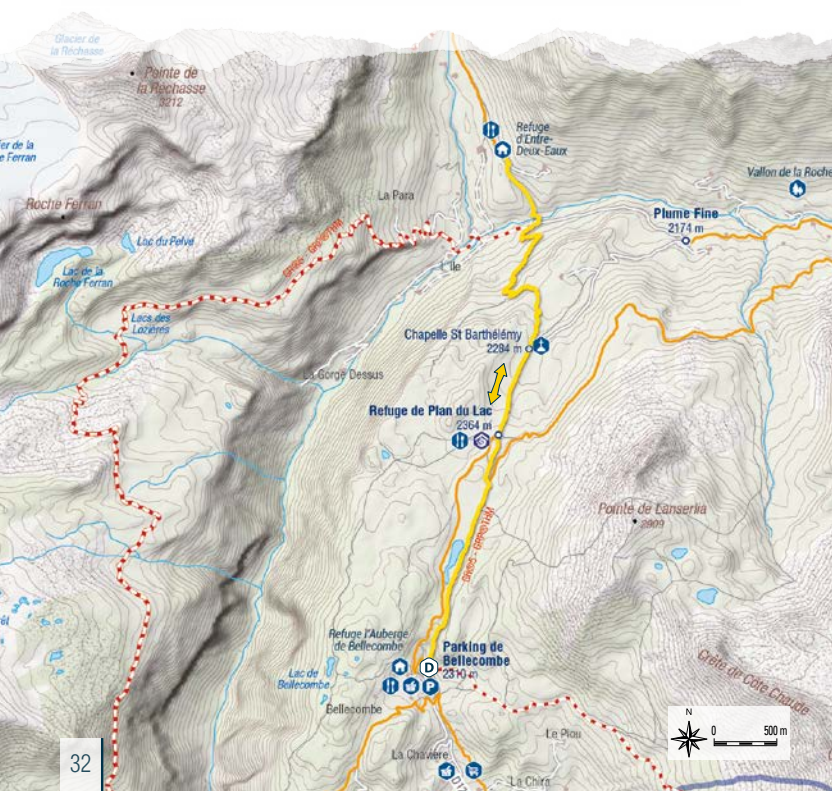 Glacier de
la Réchasse
Pointe de
la Réchasse
3212
Refuge
d'Entre-
Deux-Eaux
Vallon de la Roche
Roche Ferran
La Para
Plume Fine
2174 m
Lac du Pelvé
Lac de la
Roche Ferran
L'Ile
Lacs des
Lozières
Chapelle St Barthélémy
2284 m
La Gorge Dessus
Refuge de Plan du Lac
2364 m
Pointe de Lanserlia
2909
Refuge l'Auberge
de Bellecombe
Parking de
Bellecombe
2310 m
D
P
Lac de
Bellecombe
Bellecombe
Crête de Côte Chaude
Le Plou
La Chavière
La Chira
N
0 500 m
32